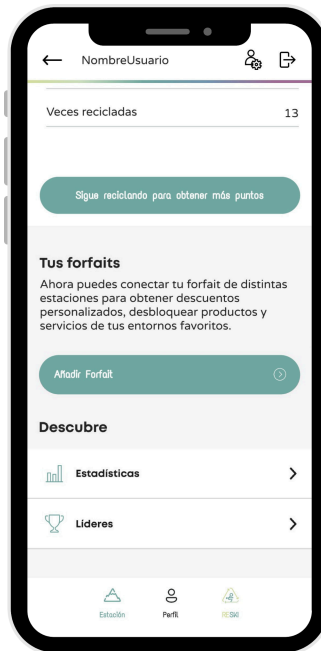 NombreUsuario
Veces recicladas 13
Sigue reciclando para obtener más puntos
Tus forfaits
Ahora puedes conectar tu forfait de distintas
estaciones para obtener descuentos
personalizados, desbloquear productos y
servicios de tus entornos favoritos.
Añadir Forfait
Descubre
Estadísticas
Líderes
Estación Perfil RESKI